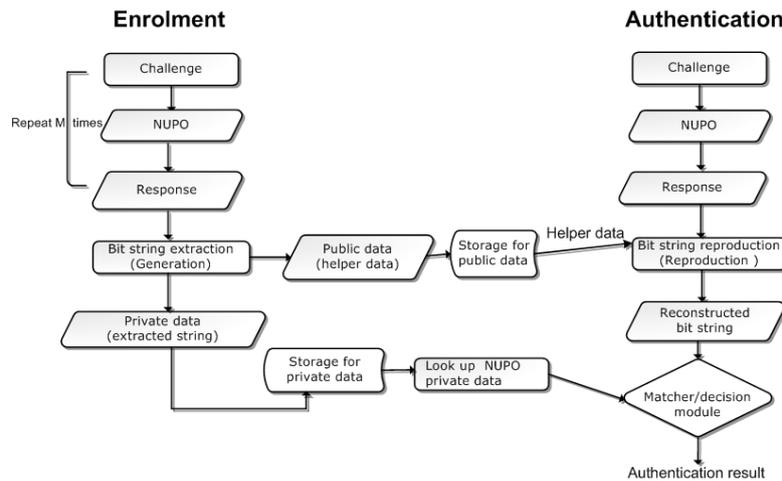 Enrolment
Authentication
Challenge
Challenge
Repeat M times
NUPO
NUPO
Response
Response
Bit string extraction
(Generation)
Public data
(helper data)
Storage for
public data
Helper data
Bit string reproduction
(Reproduction )
Private data
(extracted string)
Reconstructed
bit string
Storage for
private data
Look up NUPO
private data
Matcher/decision
module
Authentication result